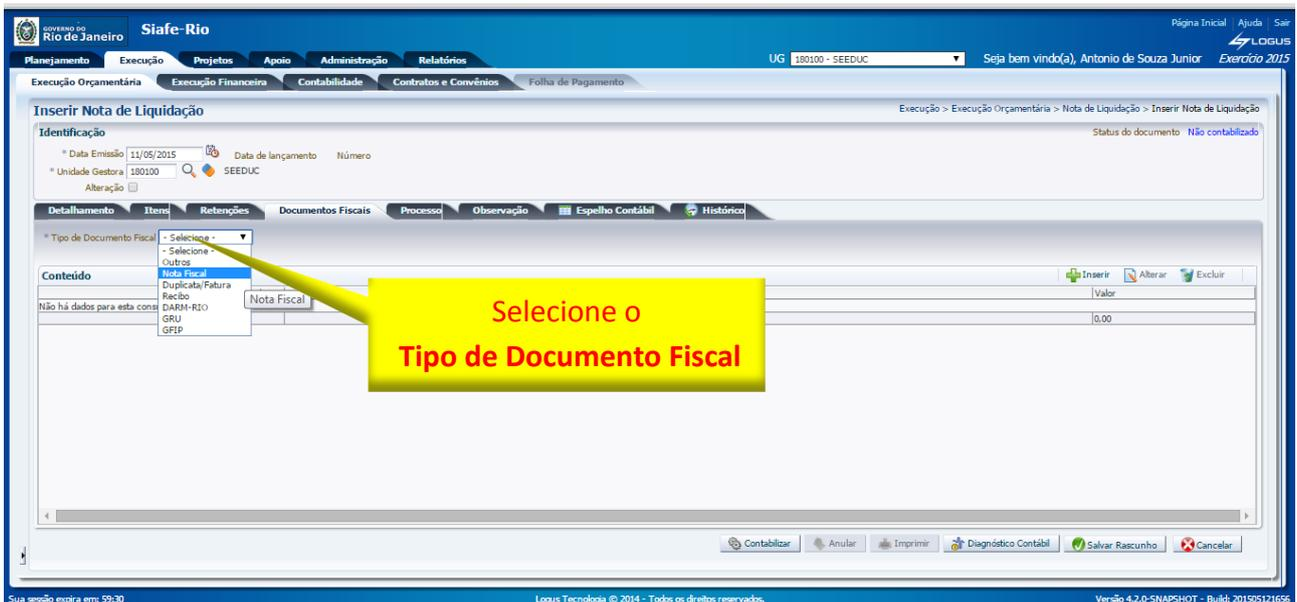 GOVERNO DO
Rio de Janeiro
Siafe-Rio
Página Inicial | Ajuda | Sair
LOGUS
Planejamento Execução Projetos Apoio Administração Relatórios UG 180100 - SEEDUC Seja bem vindo(a), Antonio de Souza Junior Exercício 2015
Execução Orçamentária Execução Financeira Contabilidade Contratos e Convênios Folha de Pagamento
Inserir Nota de Liquidação Execução > Execução Orçamentária > Nota de Liquidação > Inserir Nota de Liquidação
Identificação Status do documento Não contabilizado
* Data Emissão 11/05/2015 Data de lançamento Número
* Unidade Gestora 180100 SEEDUC
Alteração
Detalhamento Itens Retenções Documentos Fiscais Processo Observação Espelho Contábil Histórico
* Tipo de Documento Fiscal - Selecione -
- Selecione -
Outros
Nota Fiscal
Duplicata/Fatura
Recibo
DARM-RIO
GRU
GFIP
Nota Fiscal
Conteúdo Inserir Alterar Excluir
Valor
Não há dados para esta cons
0,00
Selecione o
Tipo de Documento Fiscal
Contabilizar Anular Imprimir Diagnóstico Contábil Salvar Rascunho Cancelar
Sua sessão expira em: 59:30 Logus Tecnologia © 2014 - Todos os direitos reservados. Versão 4.2.0-SNAPSHOT - Build: 201505121656